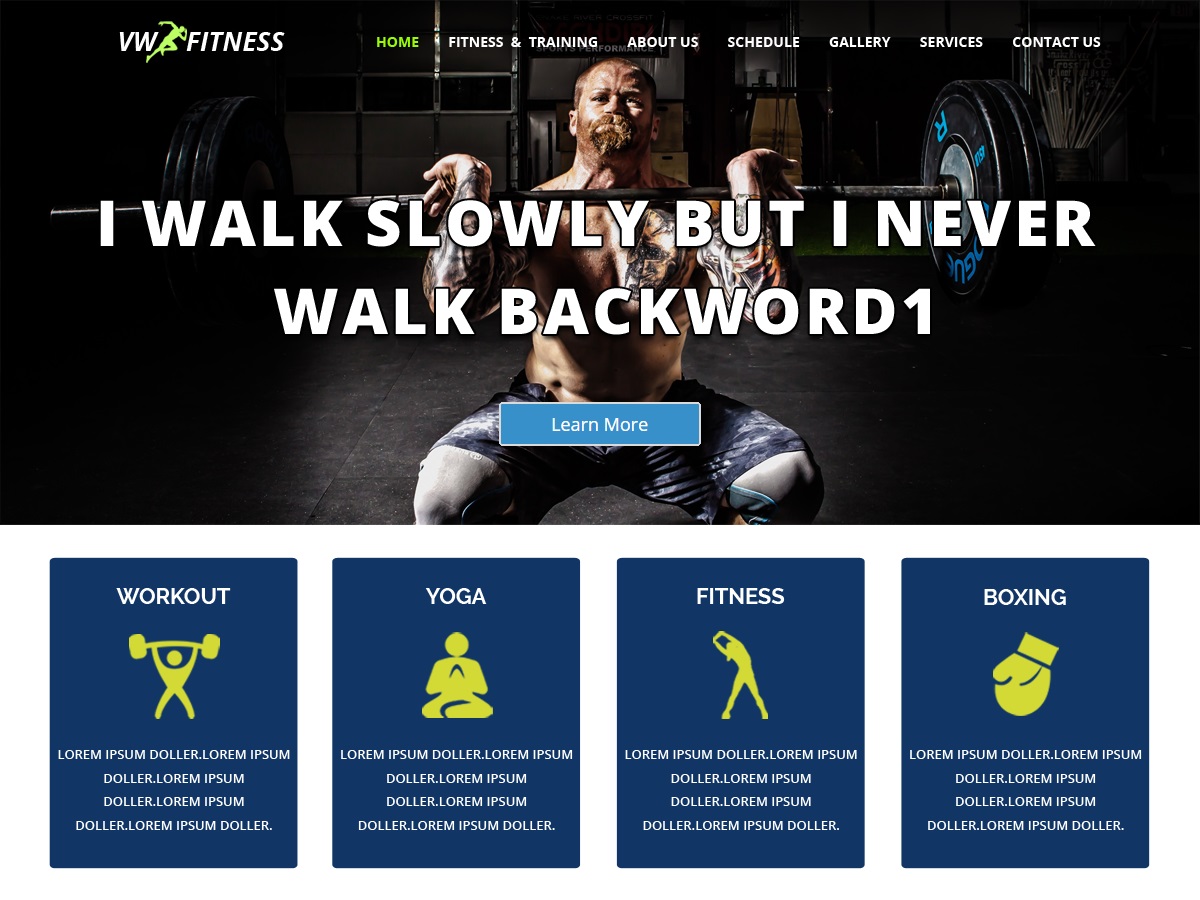 VW FITNESS
HOME FITNESS & TRAINING ABOUT US SCHEDULE GALLERY SERVICES CONTACT US
SPORTS PERFORMANCE
I WALK SLOWLY BUT I NEVER
WALK BACKWORD1
Learn More
WORKOUT
LOREM IPSUM DOLLER.LOREM IPSUM
DOLLER.LOREM IPSUM
DOLLER.LOREM IPSUM
DOLLER.LOREM IPSUM DOLLER.
YOGA
LOREM IPSUM DOLLER.LOREM IPSUM
DOLLER.LOREM IPSUM
DOLLER.LOREM IPSUM
DOLLER.LOREM IPSUM DOLLER.
FITNESS
LOREM IPSUM DOLLER.LOREM IPSUM
DOLLER.LOREM IPSUM
DOLLER.LOREM IPSUM
DOLLER.LOREM IPSUM DOLLER.
BOXING
LOREM IPSUM DOLLER.LOREM IPSUM
DOLLER.LOREM IPSUM
DOLLER.LOREM IPSUM
DOLLER.LOREM IPSUM DOLLER.